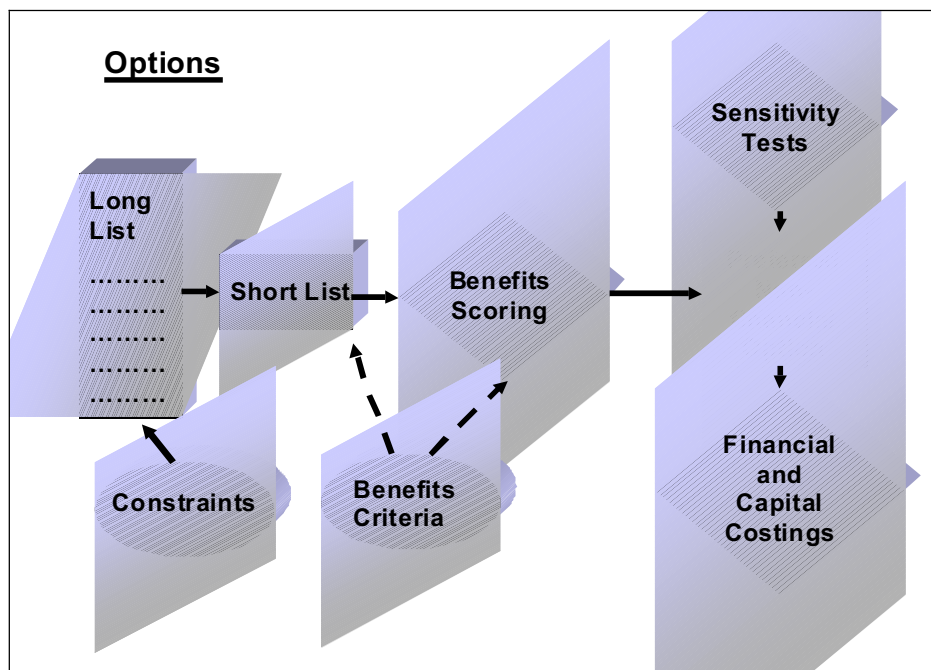 Options
Long
List
.........
.........
.........
.........
.........
Short List
Benefits
Scoring
Sensitivity
Tests
Constraints
Benefits
Criteria
Financial
and
Capital
Costings